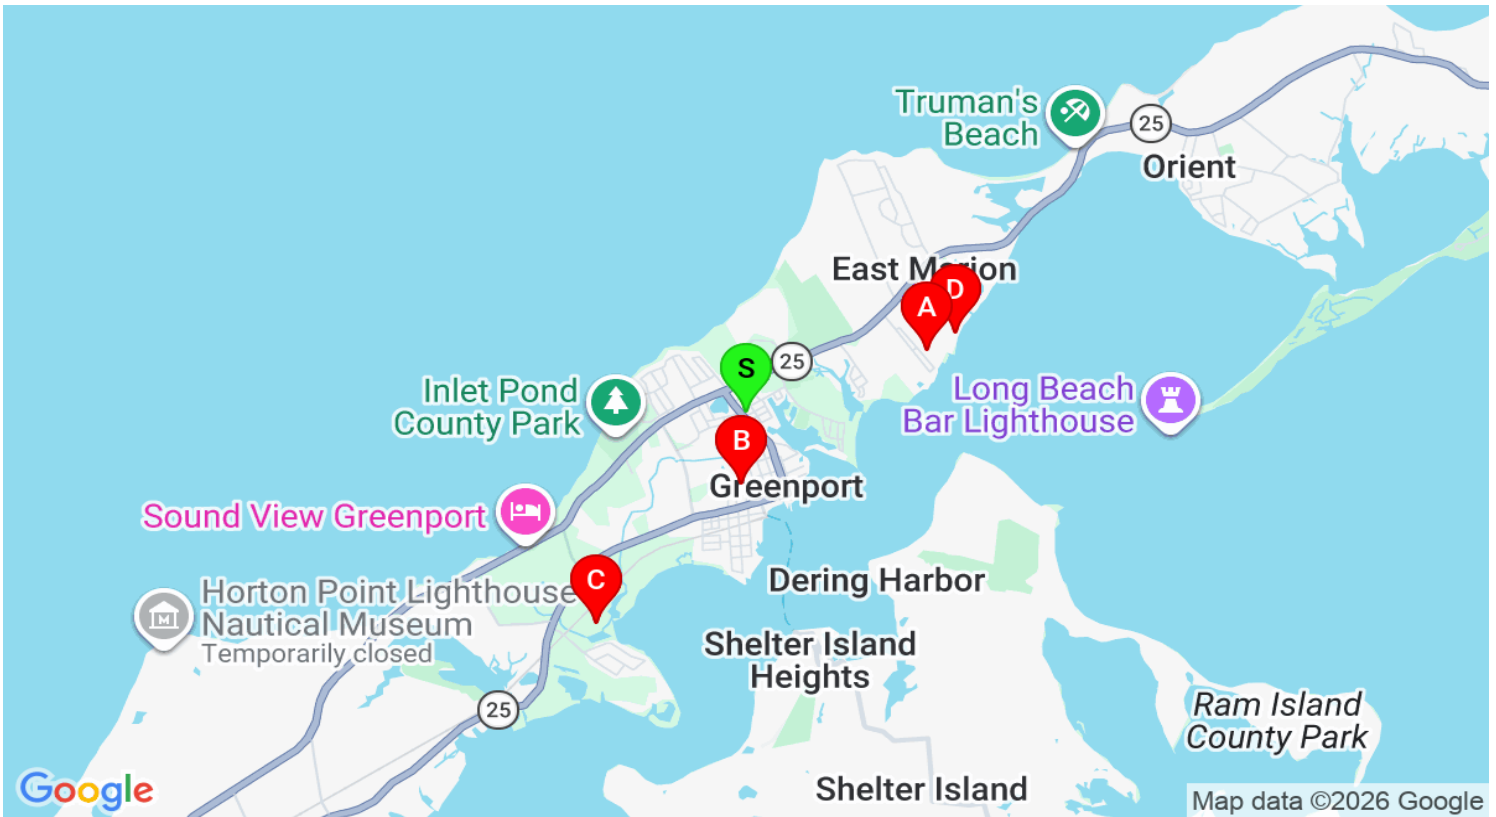 Truman's
Beach
25
Orient
East Marion
D
A
S
25
Inlet Pond
County Park
Long Beach
Bar Lighthouse
B
Greenport
Sound View Greenport
C
Dering Harbor
Horton Point Lighthouse
Nautical Museum
Temporarily closed
Shelter Island
Heights
25
Ram Island
County Park
Shelter Island
Google
Map data ©2026 Google